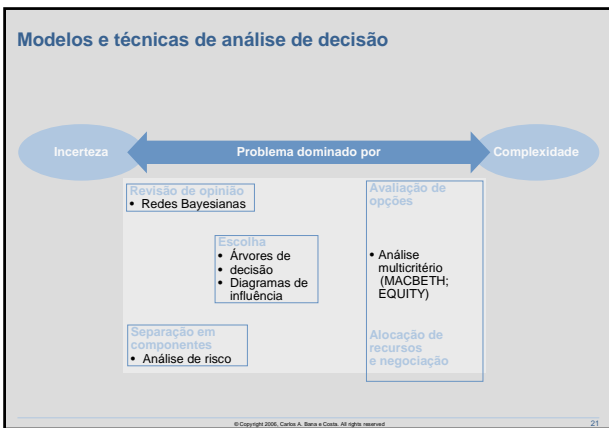 Modelos e técnicas de análise de decisão
Incerteza
Problema dominado por
Complexidade
Revisão de opinião
• Redes Bayesianas
Escolha
• Árvores de
• decisão
• Diagramas de
influência
Separação em
componentes
• Análise de risco
Avaliação de
opções
• Análise
multicritério
(MACBETH;
EQUITY)
Alocação de
recursos
e negociação
© Copyright 2006, Carlos A. Bana e Costa. All rights reserved
21